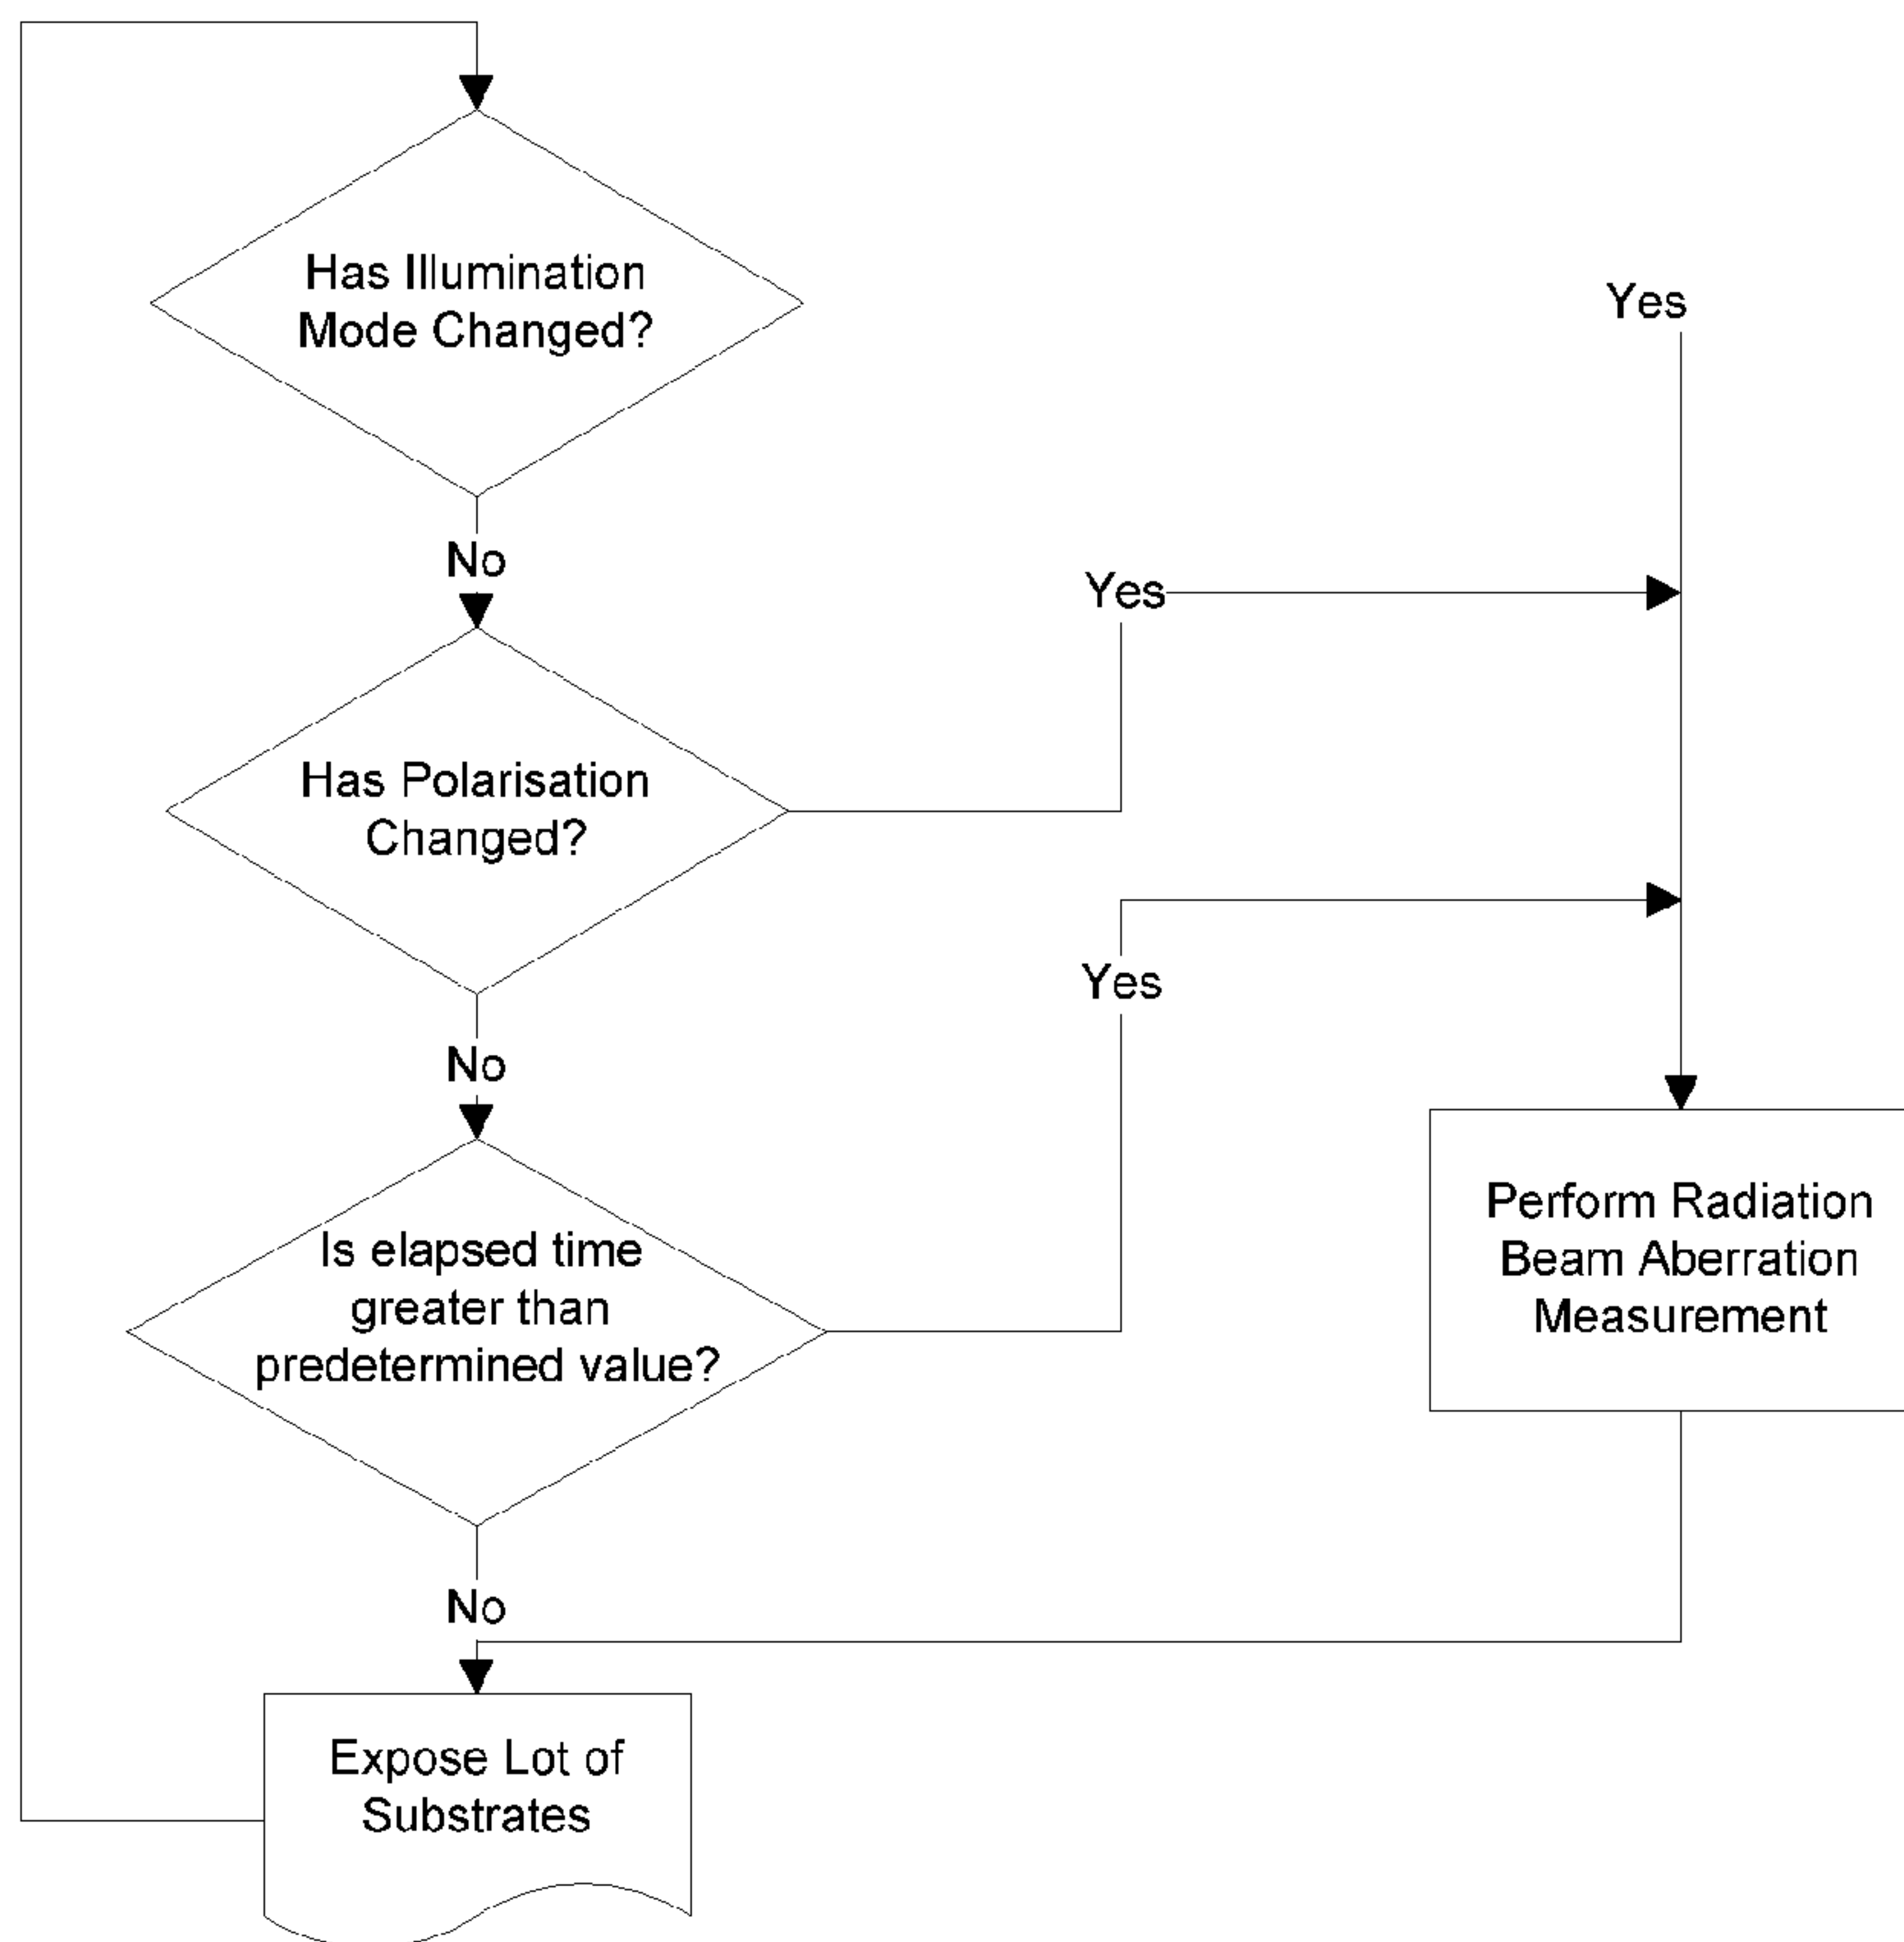 Has Illumination
Mode Changed?
Yes
No
Yes
Has Polarisation
Changed?
Yes
No
Is elapsed time
greater than
predetermined value?
Perform Radiation
Beam Aberration
Measurement
No
Expose Lot of
Substrates